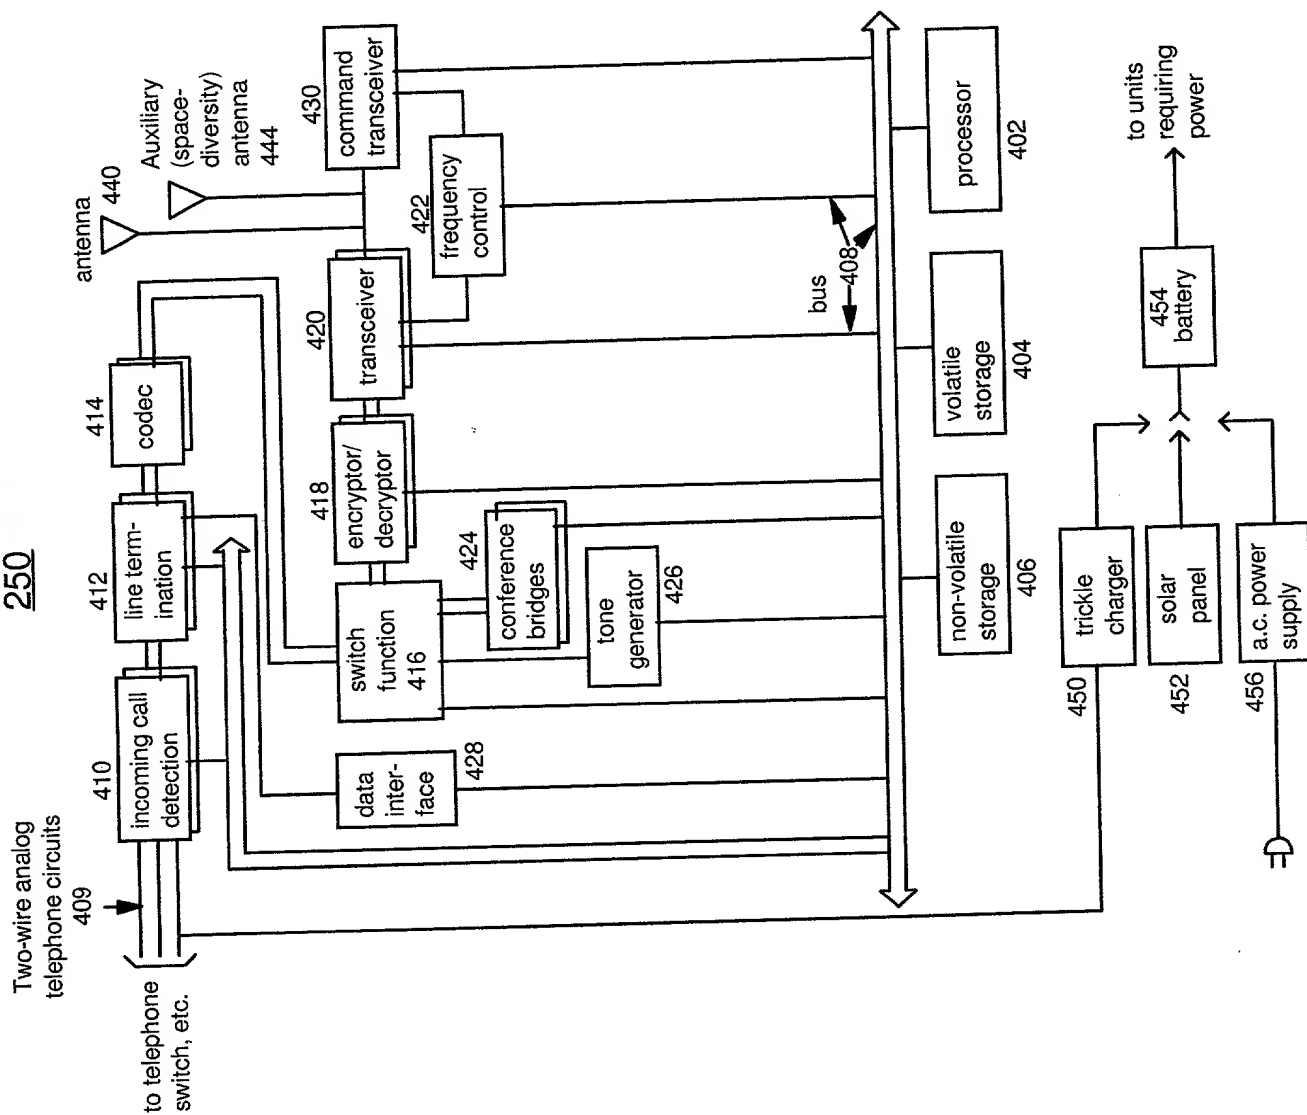 250
Two-wire analog
telephone circuits
409
to telephone
switch, etc.
410
incoming call
detection
412
line term-
ination
414
codec
antenna
440
Auxiliary
(space-
diversity)
antenna
444
data
inter-
face
428
switch
function
416
418
encryptor/
decryptor
420
transceiver
430
command
transceiver
422
frequency
control
424
conference
bridges
tone
generator
426
bus
408
non-volatile
storage
406
volatile
storage
404
processor
402
450
trickle
charger
452
solar
panel
456
a.c. power
supply
454
battery
to units
requiring
power